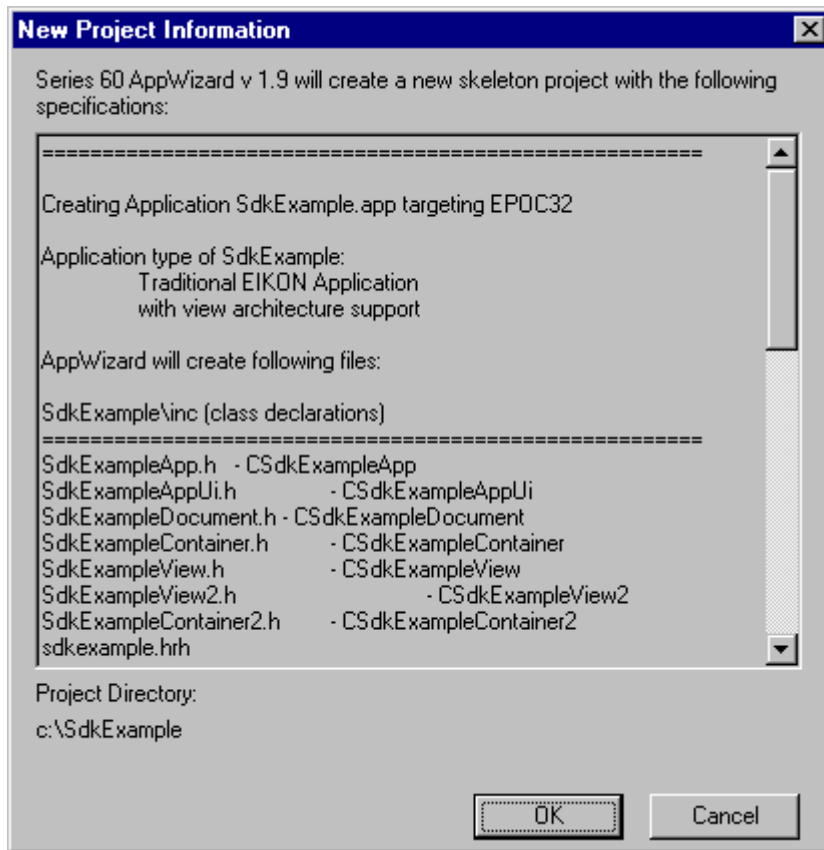 New Project Information
Series 60 AppWizard v 1.9 will create a new skeleton project with the following
specifications:
=======================================================
Creating Application SdkExample.app targeting EPOC32
Application type of SdkExample:
Traditional EIKON Application
with view architecture support
AppWizard will create following files:
SdkExample\inc (class declarations)
=======================================================
SdkExampleApp.h - CSdkExampleApp
SdkExampleAppUi.h - CSdkExampleAppUi
SdkExampleDocument.h - CSdkExampleDocument
SdkExampleContainer.h - CSdkExampleContainer
SdkExampleView.h - CSdkExampleView
SdkExampleView2.h - CSdkExampleView2
SdkExampleContainer2.h - CSdkExampleContainer2
sdkexample.hrh
Project Directory:
c:\SdkExample
OK Cancel